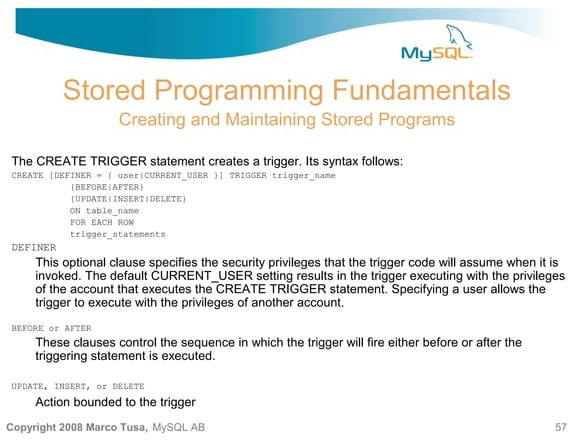 MySQL
Stored Programming Fundamentals
Creating and Maintaining Stored Programs
The CREATE TRIGGER statement creates a trigger. Its syntax follows:
CREATE [DEFINER = { user|CURRENT_USER }] TRIGGER trigger_name
{BEFORE|AFTER}
{UPDATE|INSERT|DELETE}
ON table_name
FOR EACH ROW
trigger_statements
DEFINER
This optional clause specifies the security privileges that the trigger code will assume when it is
invoked. The default CURRENT_USER setting results in the trigger executing with the privileges
of the account that executes the CREATE TRIGGER statement. Specifying a user allows the
trigger to execute with the privileges of another account.
BEFORE or AFTER
These clauses control the sequence in which the trigger will fire either before or after the
triggering statement is executed.
UPDATE, INSERT, or DELETE
Action bounded to the trigger
Copyright 2008 Marco Tusa, MySQL AB 57